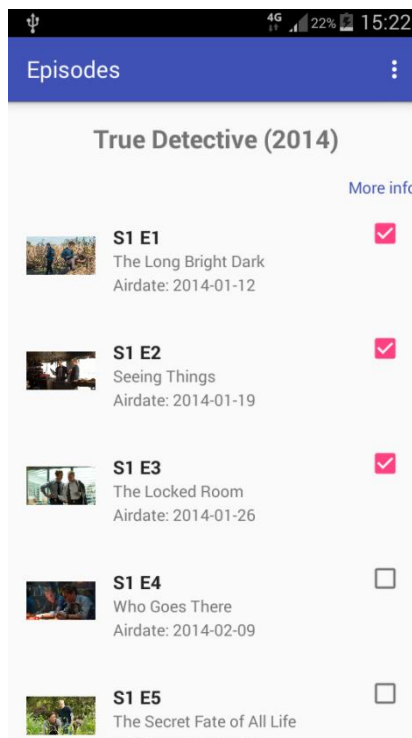 4G 22% 15:22
Episodes
True Detective (2014)
More info
S1 E1
The Long Bright Dark
Airdate: 2014-01-12
S1 E2
Seeing Things
Airdate: 2014-01-19
S1 E3
The Locked Room
Airdate: 2014-01-26
S1 E4
Who Goes There
Airdate: 2014-02-09
S1 E5
The Secret Fate of All Life